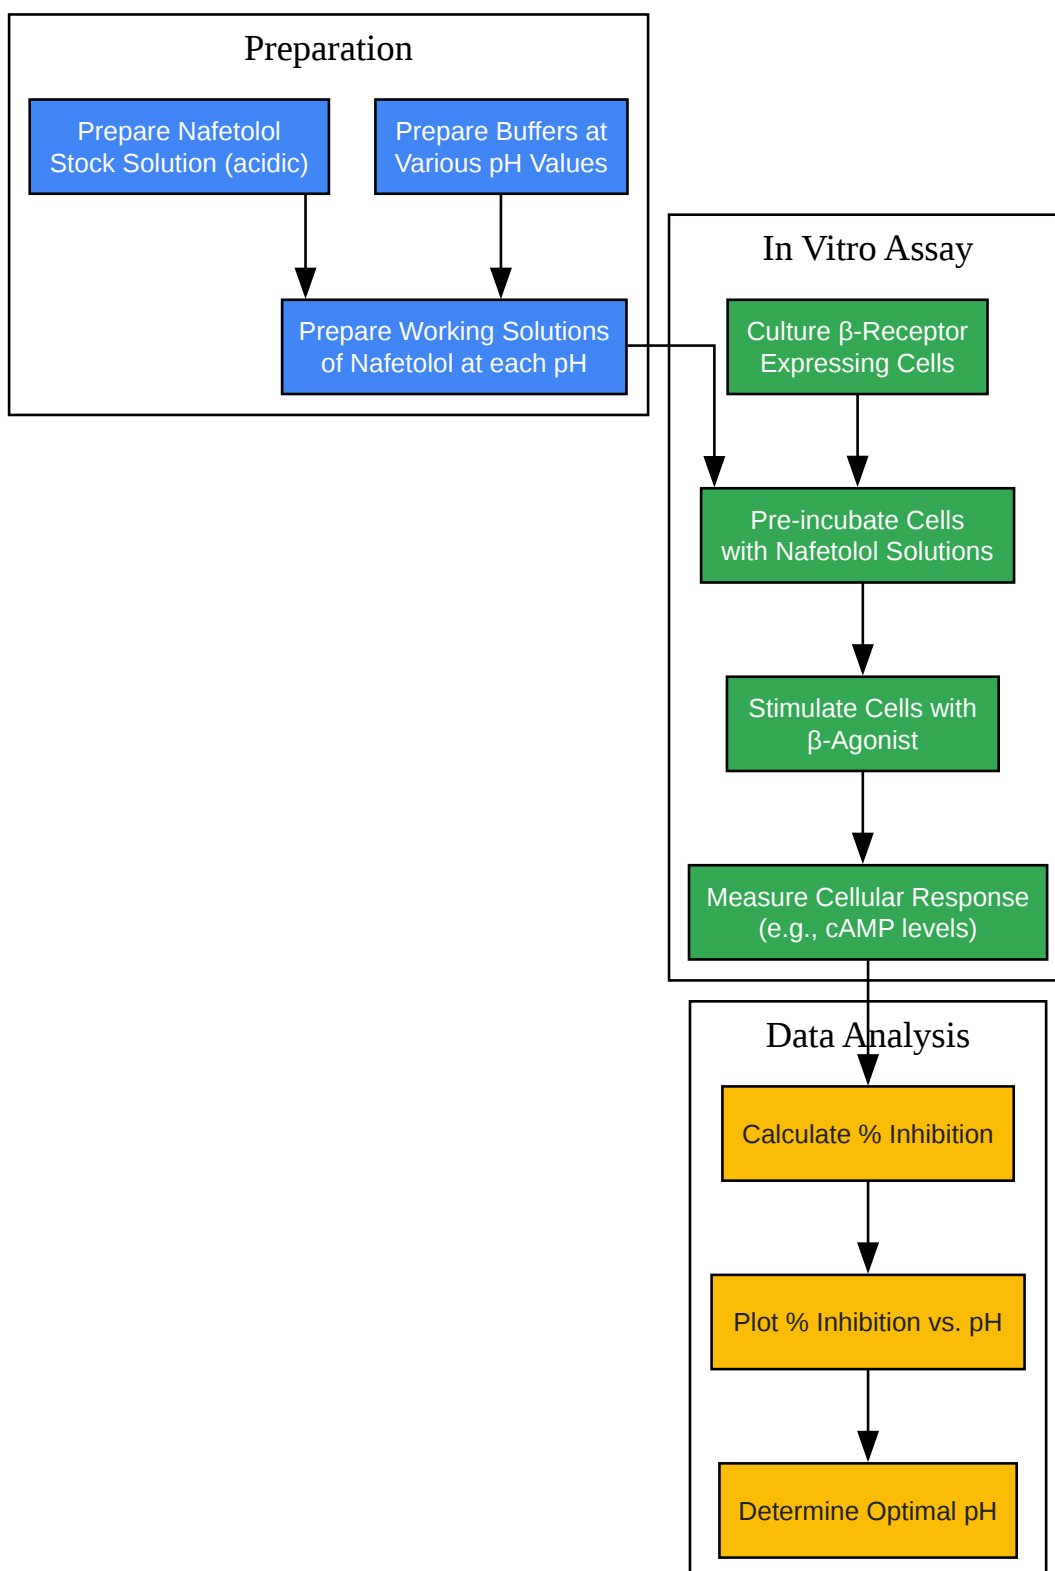 Preparation
Prepare Nafetolol
Stock Solution (acidic)
Prepare Buffers at
Various pH Values
Prepare Working Solutions
of Nafetolol at each pH
In Vitro Assay
Culture β-Receptor
Expressing Cells
Pre-incubate Cells
with Nafetolol Solutions
Stimulate Cells with
β-Agonist
Measure Cellular Response
(e.g., cAMP levels)
Data Analysis
Calculate % Inhibition
Plot % Inhibition vs. pH
Determine Optimal pH